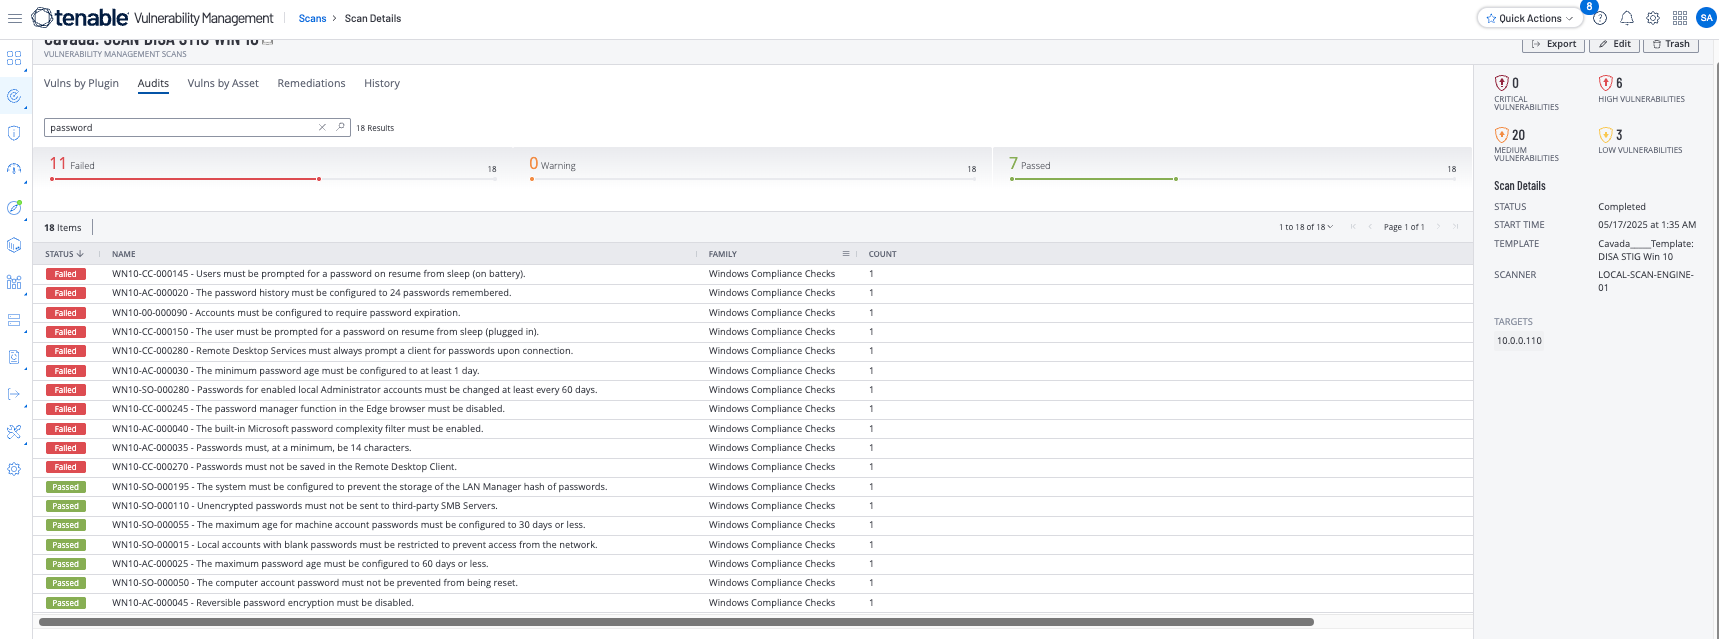 tenable Vulnerability Management Scans > Scan Details
8
Quick Actions
?
SA
Cavada: SCAN DISA STIG WIN 10
VULNERABILITY MANAGEMENT SCANS
Export Edit Trash
Vulns by Plugin Audits Vulns by Asset Remediations History
password
18 Results
11 Failed 18
0 Warning 18
7 Passed 18
18 Items
1 to 18 of 18
Page 1 of 1
STATUS NAME FAMILY COUNT
Failed WN10-CC-000145 - Users must be prompted for a password on resume from sleep (on battery). Windows Compliance Checks 1
Failed WN10-AC-000020 - The password history must be configured to 24 passwords remembered. Windows Compliance Checks 1
Failed WN10-00-000090 - Accounts must be configured to require password expiration. Windows Compliance Checks 1
Failed WN10-CC-000150 - The user must be prompted for a password on resume from sleep (plugged in). Windows Compliance Checks 1
Failed WN10-CC-000280 - Remote Desktop Services must always prompt a client for passwords upon connection. Windows Compliance Checks 1
Failed WN10-AC-000030 - The minimum password age must be configured to at least 1 day. Windows Compliance Checks 1
Failed WN10-SO-000280 - Passwords for enabled local Administrator accounts must be changed at least every 60 days. Windows Compliance Checks 1
Failed WN10-CC-000245 - The password manager function in the Edge browser must be disabled. Windows Compliance Checks 1
Failed WN10-AC-000040 - The built-in Microsoft password complexity filter must be enabled. Windows Compliance Checks 1
Failed WN10-AC-000035 - Passwords must, at a minimum, be 14 characters. Windows Compliance Checks 1
Failed WN10-CC-000270 - Passwords must not be saved in the Remote Desktop Client. Windows Compliance Checks 1
Passed WN10-SO-000195 - The system must be configured to prevent the storage of the LAN Manager hash of passwords. Windows Compliance Checks 1
Passed WN10-SO-000110 - Unencrypted passwords must not be sent to third-party SMB Servers. Windows Compliance Checks 1
Passed WN10-SO-000055 - The maximum age for machine account passwords must be configured to 30 days or less. Windows Compliance Checks 1
Passed WN10-SO-000015 - Local accounts with blank passwords must be restricted to prevent access from the network. Windows Compliance Checks 1
Passed WN10-AC-000025 - The maximum password age must be configured to 60 days or less. Windows Compliance Checks 1
Passed WN10-SO-000050 - The computer account password must not be prevented from being reset. Windows Compliance Checks 1
Passed WN10-AC-000045 - Reversible password encryption must be disabled. Windows Compliance Checks 1
0
CRITICAL
VULNERABILITIES
6
HIGH VULNERABILITIES
20
MEDIUM
VULNERABILITIES
3
LOW VULNERABILITIES
Scan Details
STATUS Completed
START TIME 05/17/2025 at 1:35 AM
TEMPLATE Cavada_____Template:
DISA STIG Win 10
SCANNER LOCAL-SCAN-ENGINE-
01
TARGETS
10.0.0.110